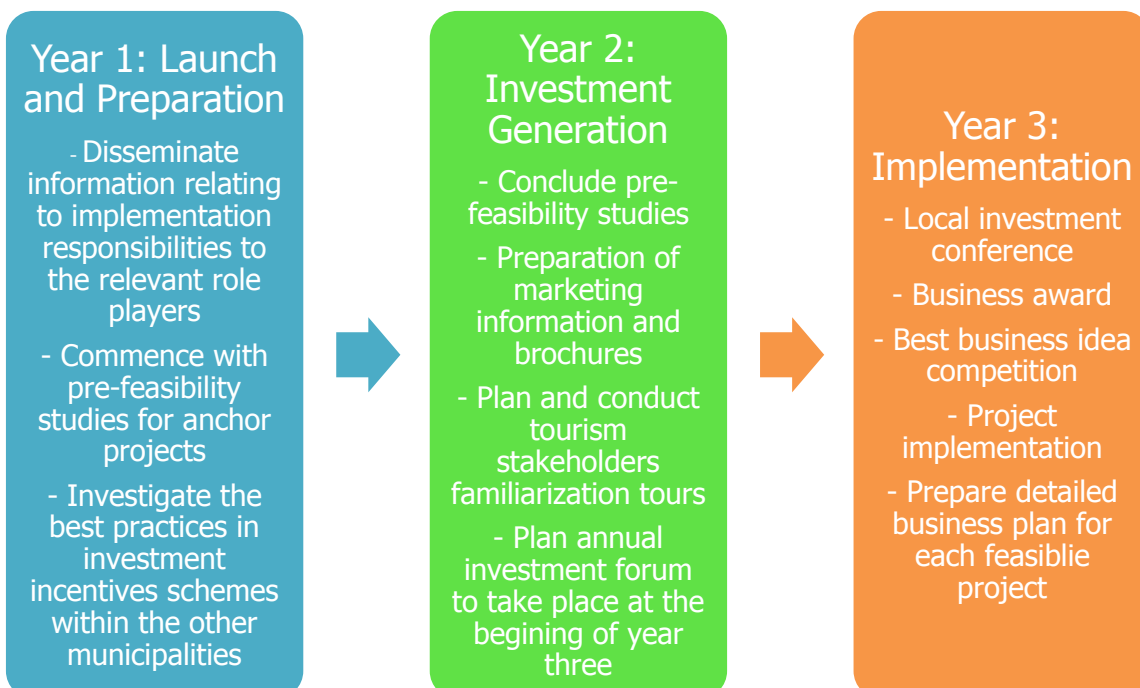 Year 1: Launch
and Preparation
- Disseminate
information relating
to implementation
responsibilities to
the relevant role
players
- Commence with
pre-feasibility
studies for anchor
projects
- Investigate the
best practices in
investment
incentives schemes
within the other
municipalities
Year 2:
Investment
Generation
- Conclude pre-
feasibility studies
- Preparation of
marketing
information and
brochures
- Plan and conduct
tourism
stakeholders
familiarization tours
- Plan annual
investment forum
to take place at the
begining of year
three
Year 3:
Implementation
- Local investment
conference
- Business award
- Best business idea
competition
- Project
implementation
- Prepare detailed
business plan for
each feasiblie
project